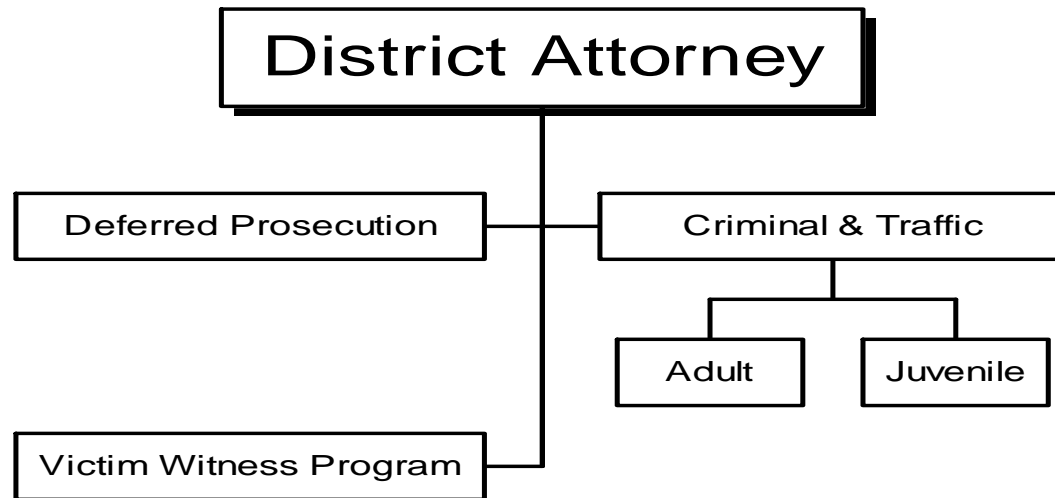 District Attorney
Deferred Prosecution
Criminal & Traffic
Adult
Juvenile
Victim Witness Program